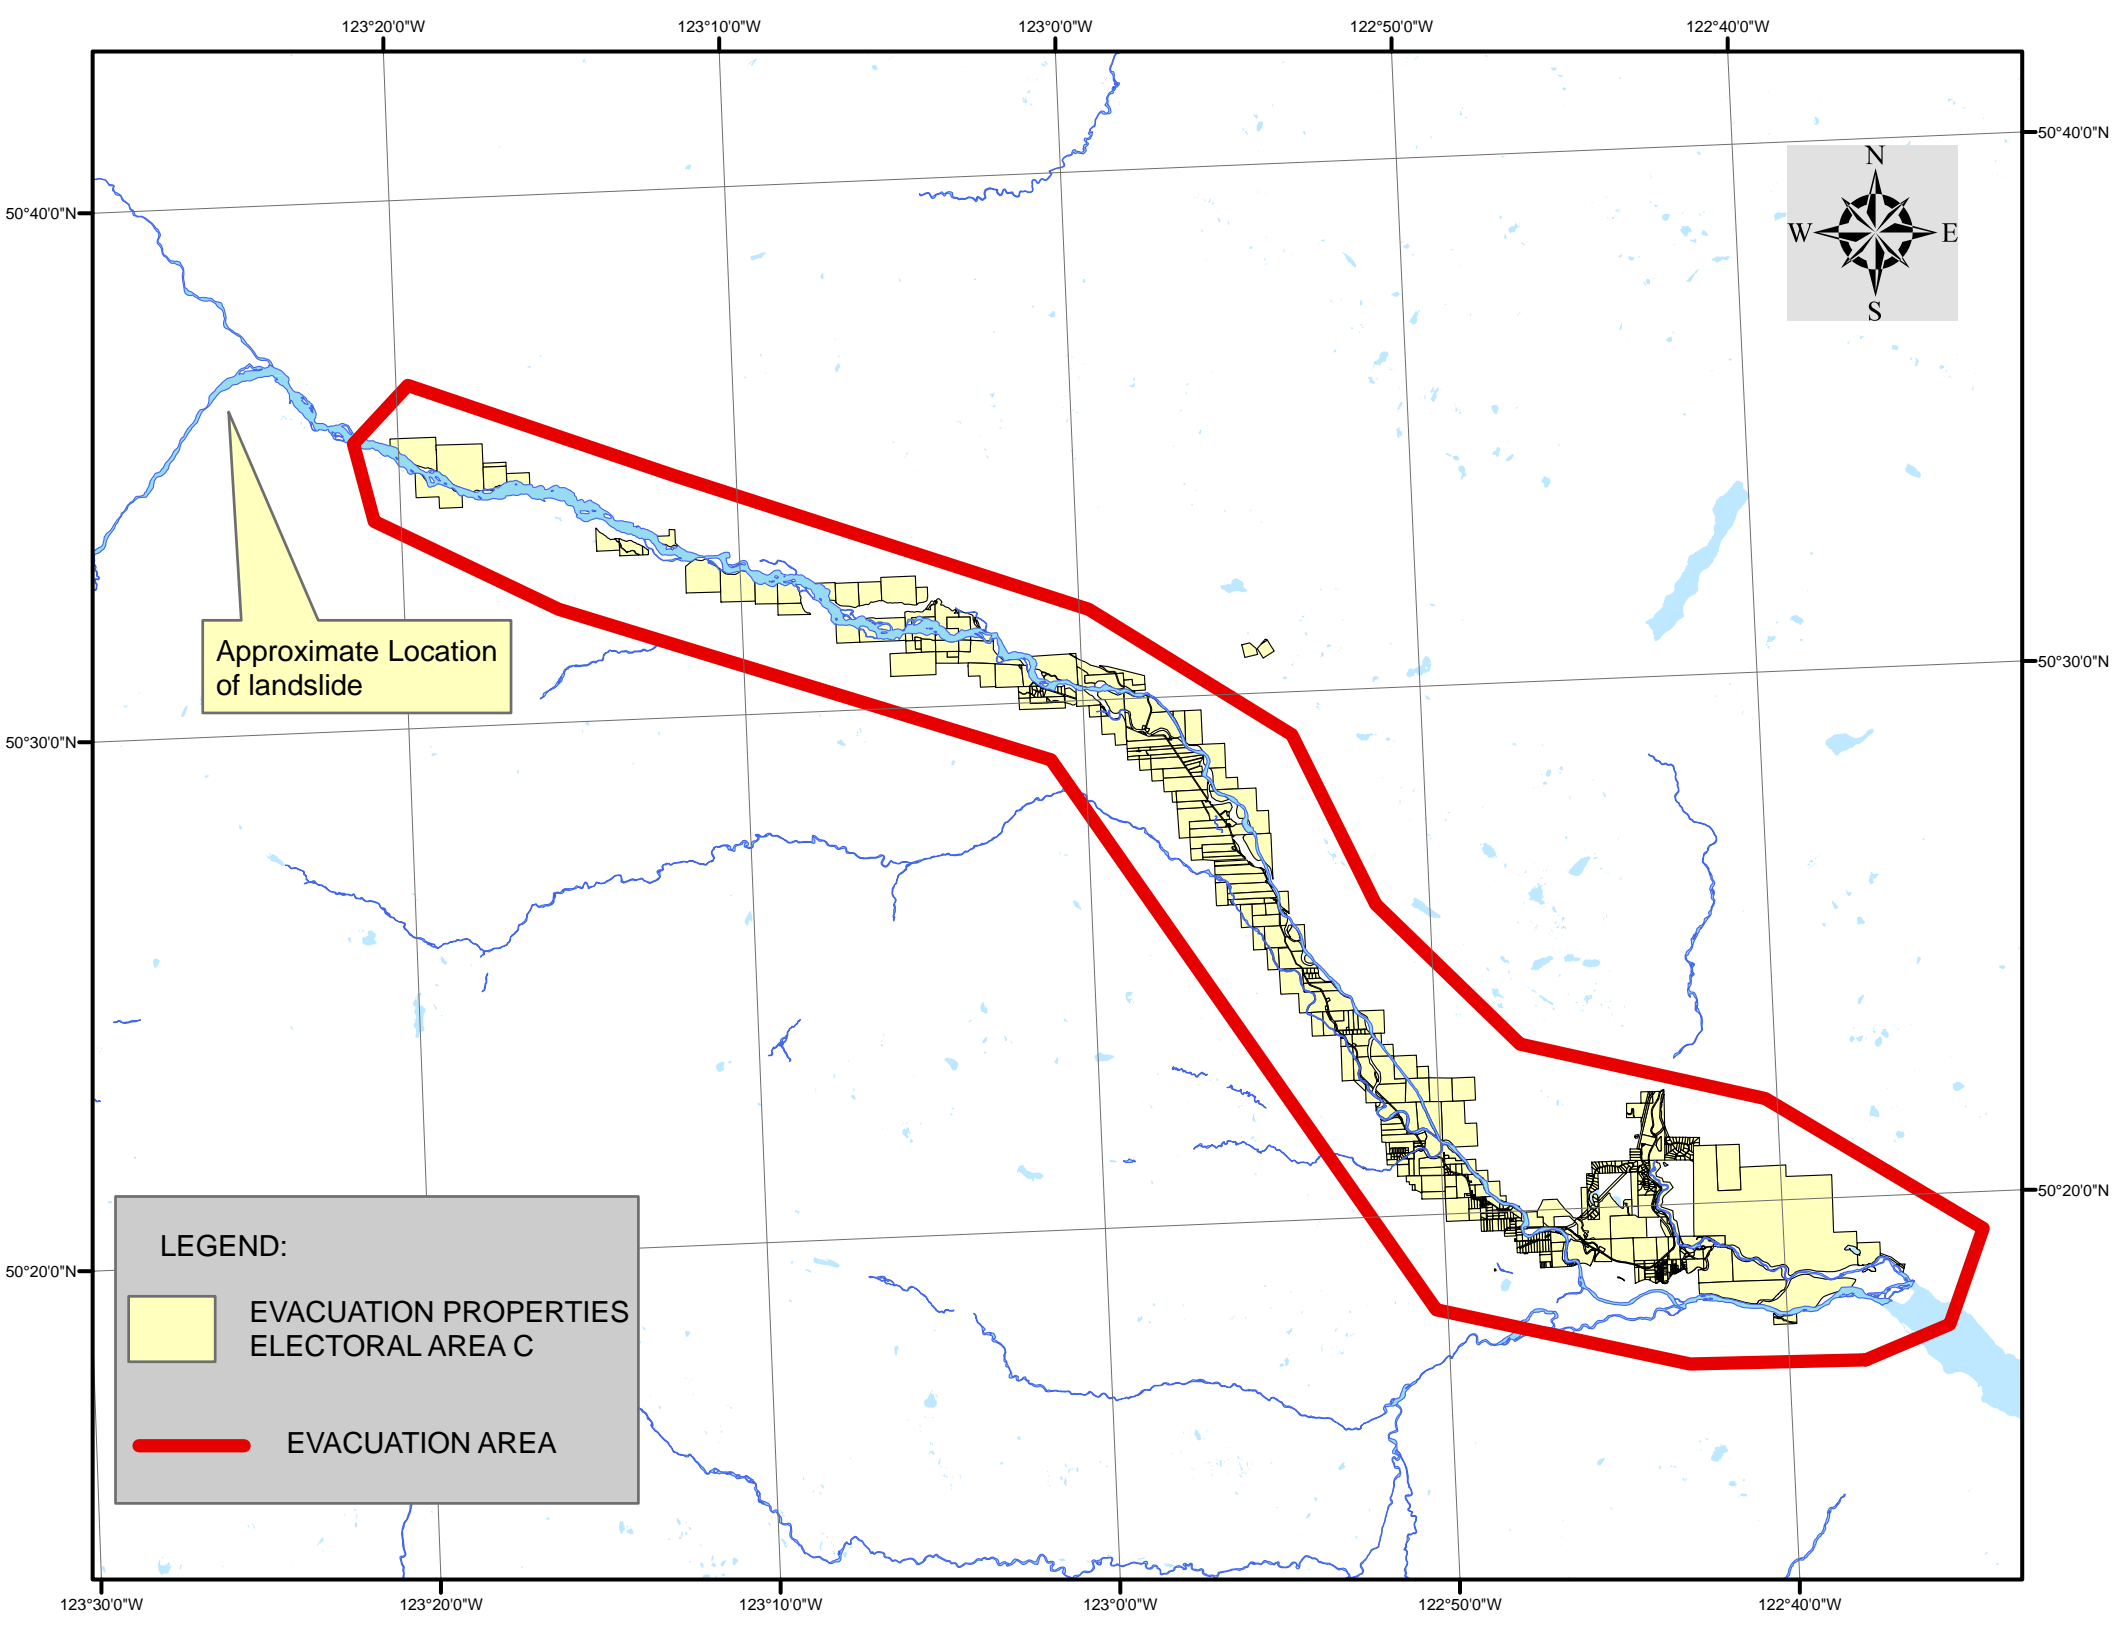 123°20'0"W
123°10'0"W
123°0'0"W
122°50'0"W
122°40'0"W
50°40'0"N
N
W
E
S
50°40'0"N
Approximate Location
of landslide
50°30'0"N
50°30'0"N
50°20'0"N
50°20'0"N
LEGEND:
EVACUATION PROPERTIES
ELECTORAL AREA C
EVACUATION AREA
123°30'0"W
123°20'0"W
123°10'0"W
123°0'0"W
122°50'0"W
122°40'0"W